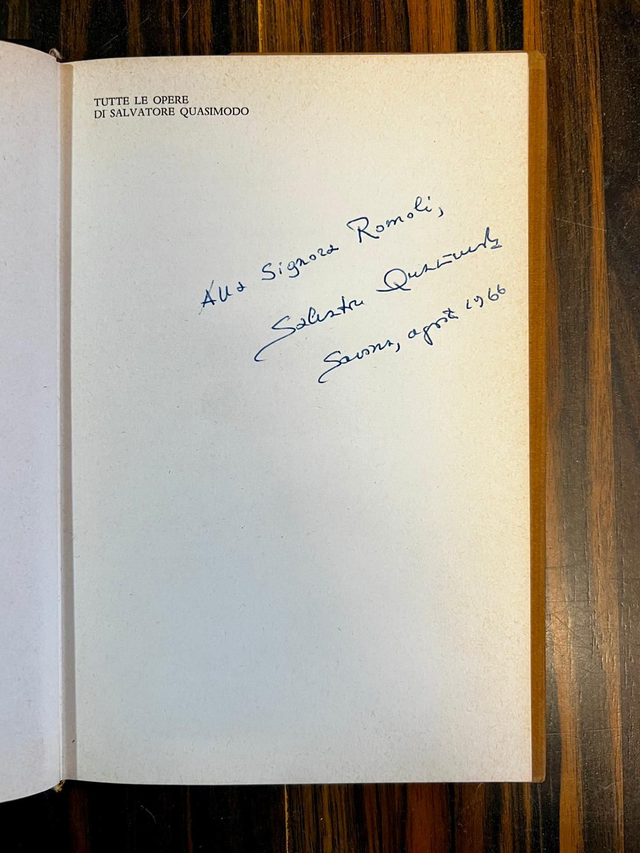 TUTTE LE OPERE
DI SALVATORE QUASIMODO
Alla Signora Romoli,
Salvatore Quasimodo
Savona, agosto 1966